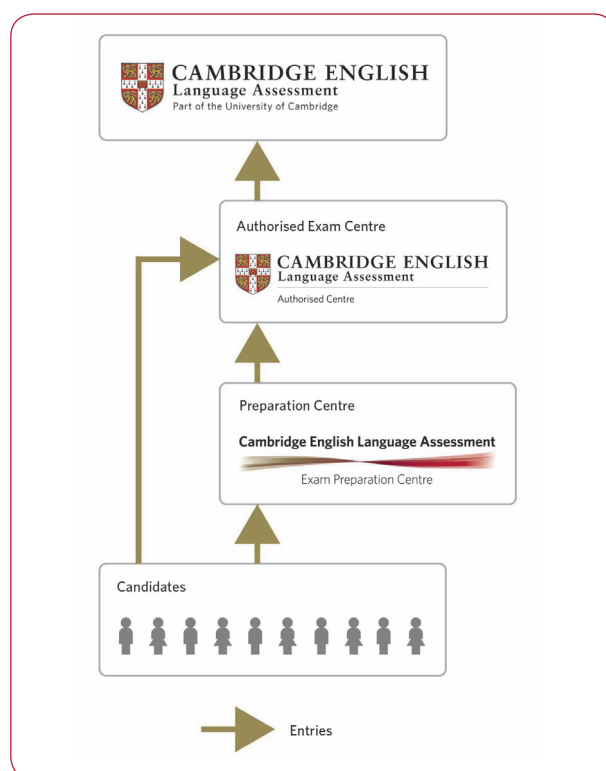 CAMBRIDGE ENGLISH
Language Assessment
Part of the University of Cambridge
Authorised Exam Centre
CAMBRIDGE ENGLISH
Language Assessment
Authorised Centre
Preparation Centre
Cambridge English Language Assessment
Exam Preparation Centre
Candidates
Entries